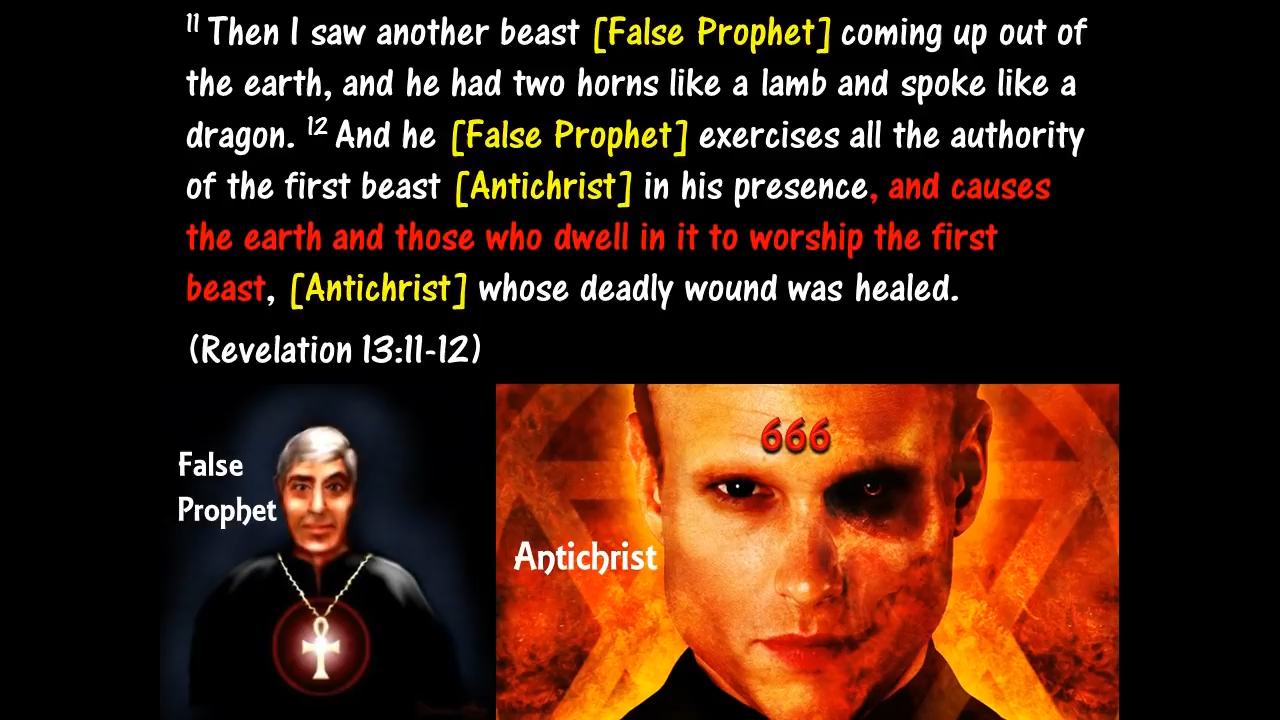 11 Then I saw another beast [False Prophet] coming up out of
the earth, and he had two horns like a lamb and spoke like a
dragon. 12 And he [False Prophet] exercises all the authority
of the first beast [Antichrist] in his presence, and causes
the earth and those who dwell in it to worship the first
beast, [Antichrist] whose deadly wound was healed.
(Revelation 13:11-12)
False
Prophet
666
Antichrist